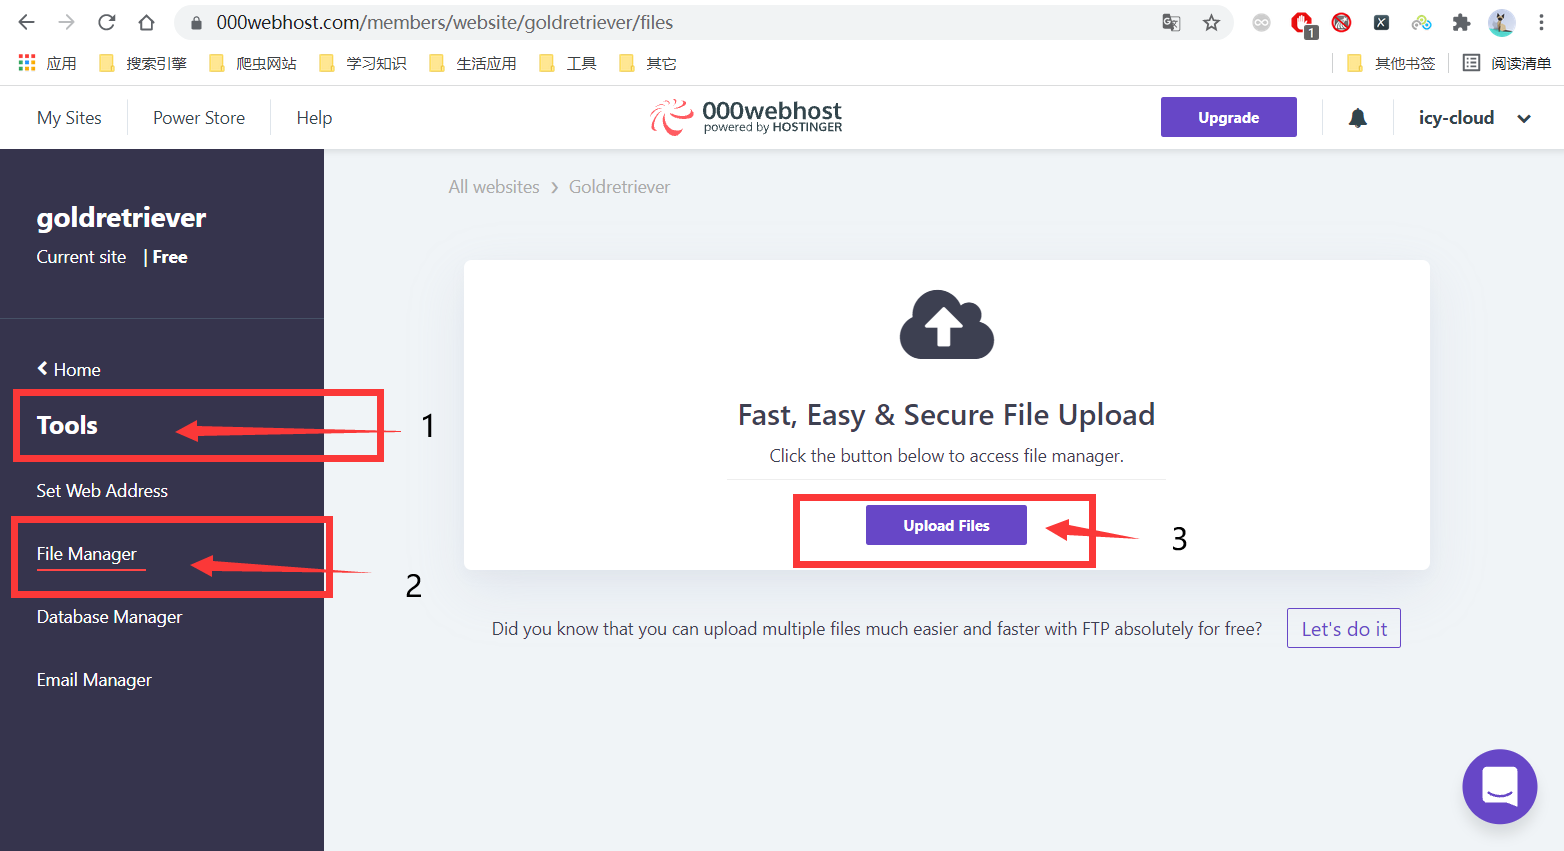 000webhost.com/members/website/goldretriever/files
1
应用 搜索引擎 爬虫网站 学习知识 生活应用 工具 其它 其他书签 阅读清单
My Sites Power Store Help 000webhost Upgrade icy-cloud
powered by HOSTINGER
All websites > Goldretriever
goldretriever
Current site | Free
Home
Tools
1
Set Web Address
File Manager
2
Database Manager
Email Manager
Fast, Easy & Secure File Upload
Click the button below to access file manager.
Upload Files
3
Did you know that you can upload multiple files much easier and faster with FTP absolutely for free? Let's do it